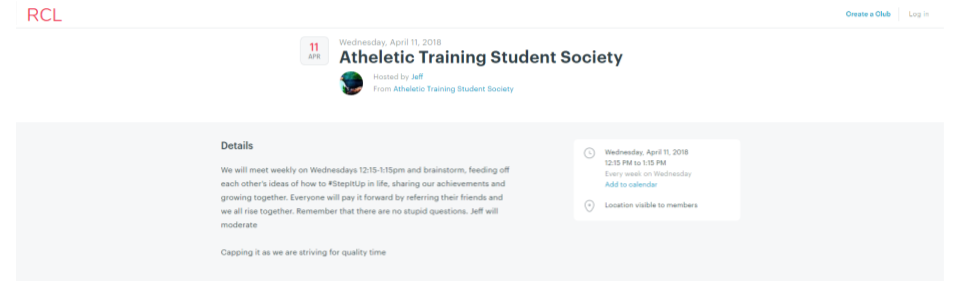 RCL
Create a Club
Log in
11
APR
Wednesday, April 11, 2018
Atheletic Training Student Society
Hosted by Jeff
From Atheletic Training Student Society
Details
We will meet weekly on Wednesdays 12:15-1:15pm and brainstorm, feeding off
each other's ideas of how to #StepItUp in life, sharing our achievements and
growing together. Everyone will pay it forward by referring their friends and
we all rise together. Remember that there are no stupid questions. Jeff will
moderate
Capping it as we are striving for quality time
Wednesday, April 11, 2018
12:15 PM to 1:15 PM
Every week on Wednesday
Add to calendar
Location visible to members